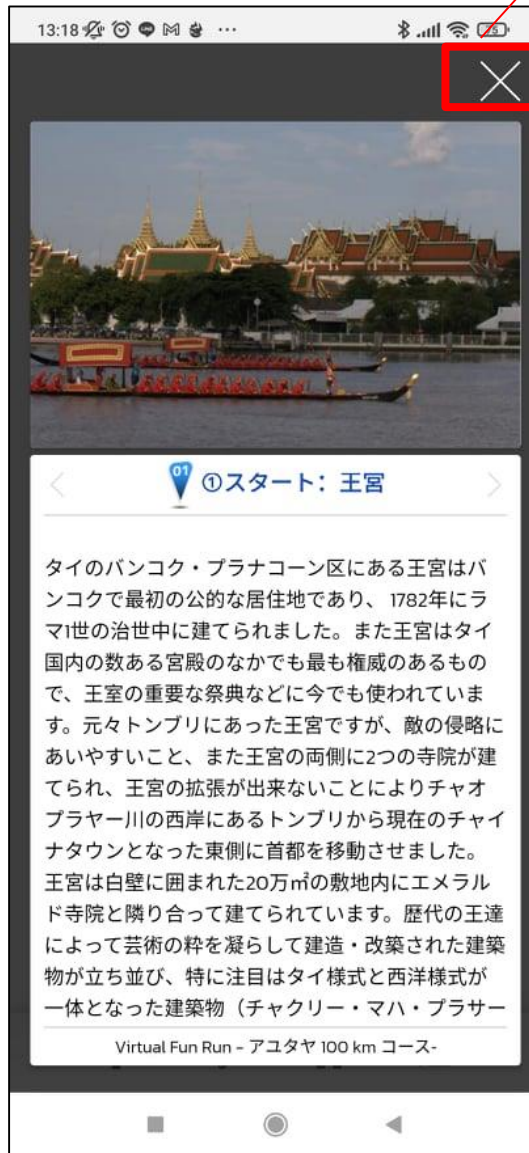 13:18
75
01
①スタート：王宮
タイのバンコク・プラナコーン区にある王宮はバ
ンコクで最初の公的な居住地であり、 1782年にラ
マ1世の治世中に建てられました。また王宮はタイ
国内の数ある宮殿のなかでも最も権威のあるもの
で、王室の重要な祭典などに今でも使われていま
す。元々トンブリにあった王宮ですが、敵の侵略に
あいやすいこと、また王宮の両側に2つの寺院が建
てられ、王宮の拡張が出来ないことによりチャオ
プラヤー川の西岸にあるトンブリから現在のチャイ
ナタウンとなった東側に首都を移動させました。
王宮は白壁に囲まれた20万㎡の敷地内にエメラル
ド寺院と隣り合って建てられています。歴代の王達
によって芸術の粋を凝らして建造・改築された建築
物が立ち並び、特に注目はタイ様式と西洋様式が
一体となった建築物（チャクリー・マハ・プラサー
Virtual Fun Run – アユタヤ 100 km コース-